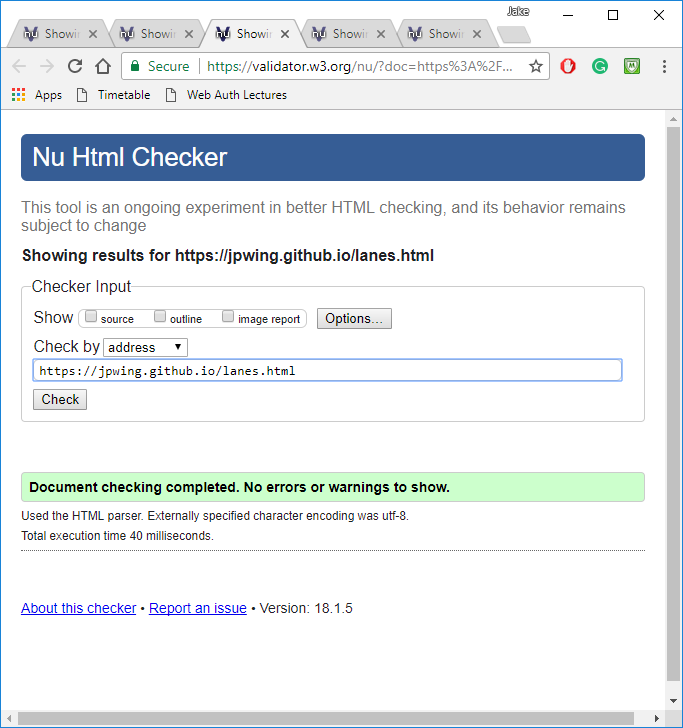 Jake
Showin Showin Showin Showin Showin
Secure https://validator.w3.org/nu/?doc=https%3A%2F...
Apps Timetable Web Auth Lectures
Nu Html Checker
This tool is an ongoing experiment in better HTML checking, and its behavior remains
subject to change
Showing results for https://jpwing.github.io/lanes.html
Checker Input
Show source outline image report Options...
Check by address
https://jpwing.github.io/lanes.html
Check
Document checking completed. No errors or warnings to show.
Used the HTML parser. Externally specified character encoding was utf-8.
Total execution time 40 milliseconds.
About this checker • Report an issue • Version: 18.1.5